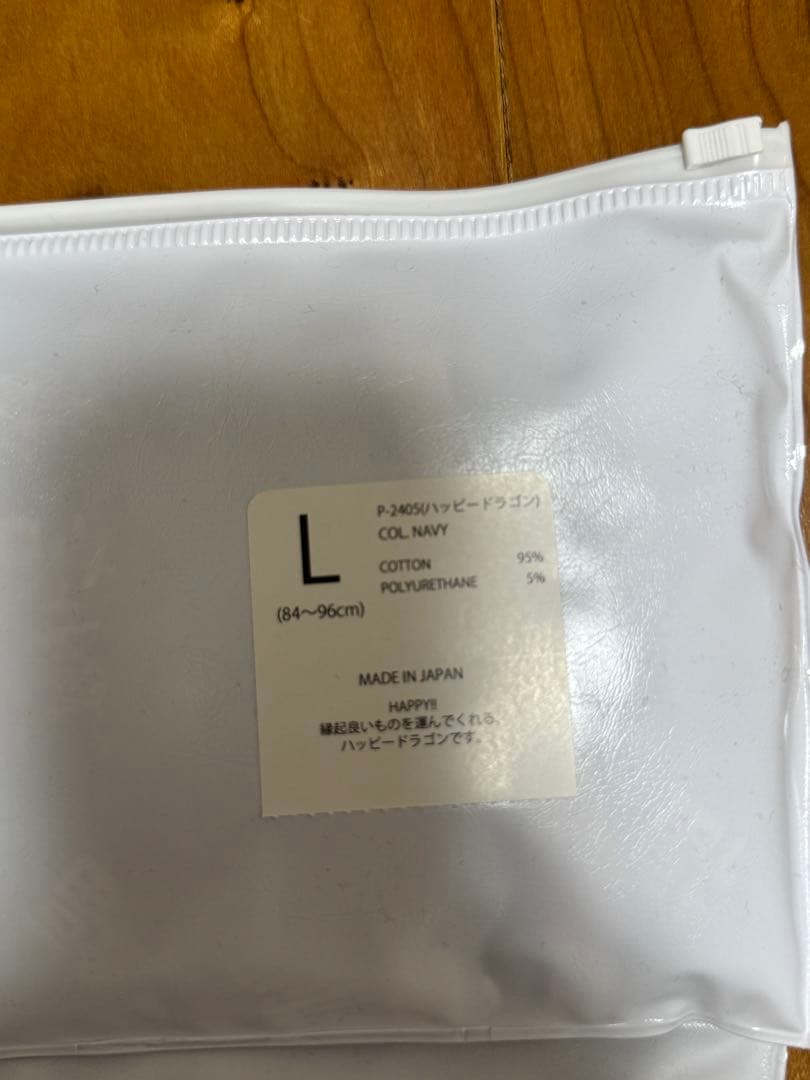 L
(84〜96cm)
P-2405(ハッピードラゴン)
COL. NAVY
COTTON 95%
POLYURETHANE 5%
MADE IN JAPAN
HAPPY!!
縁起良いものを運んでくれる、
ハッピードラゴンです。